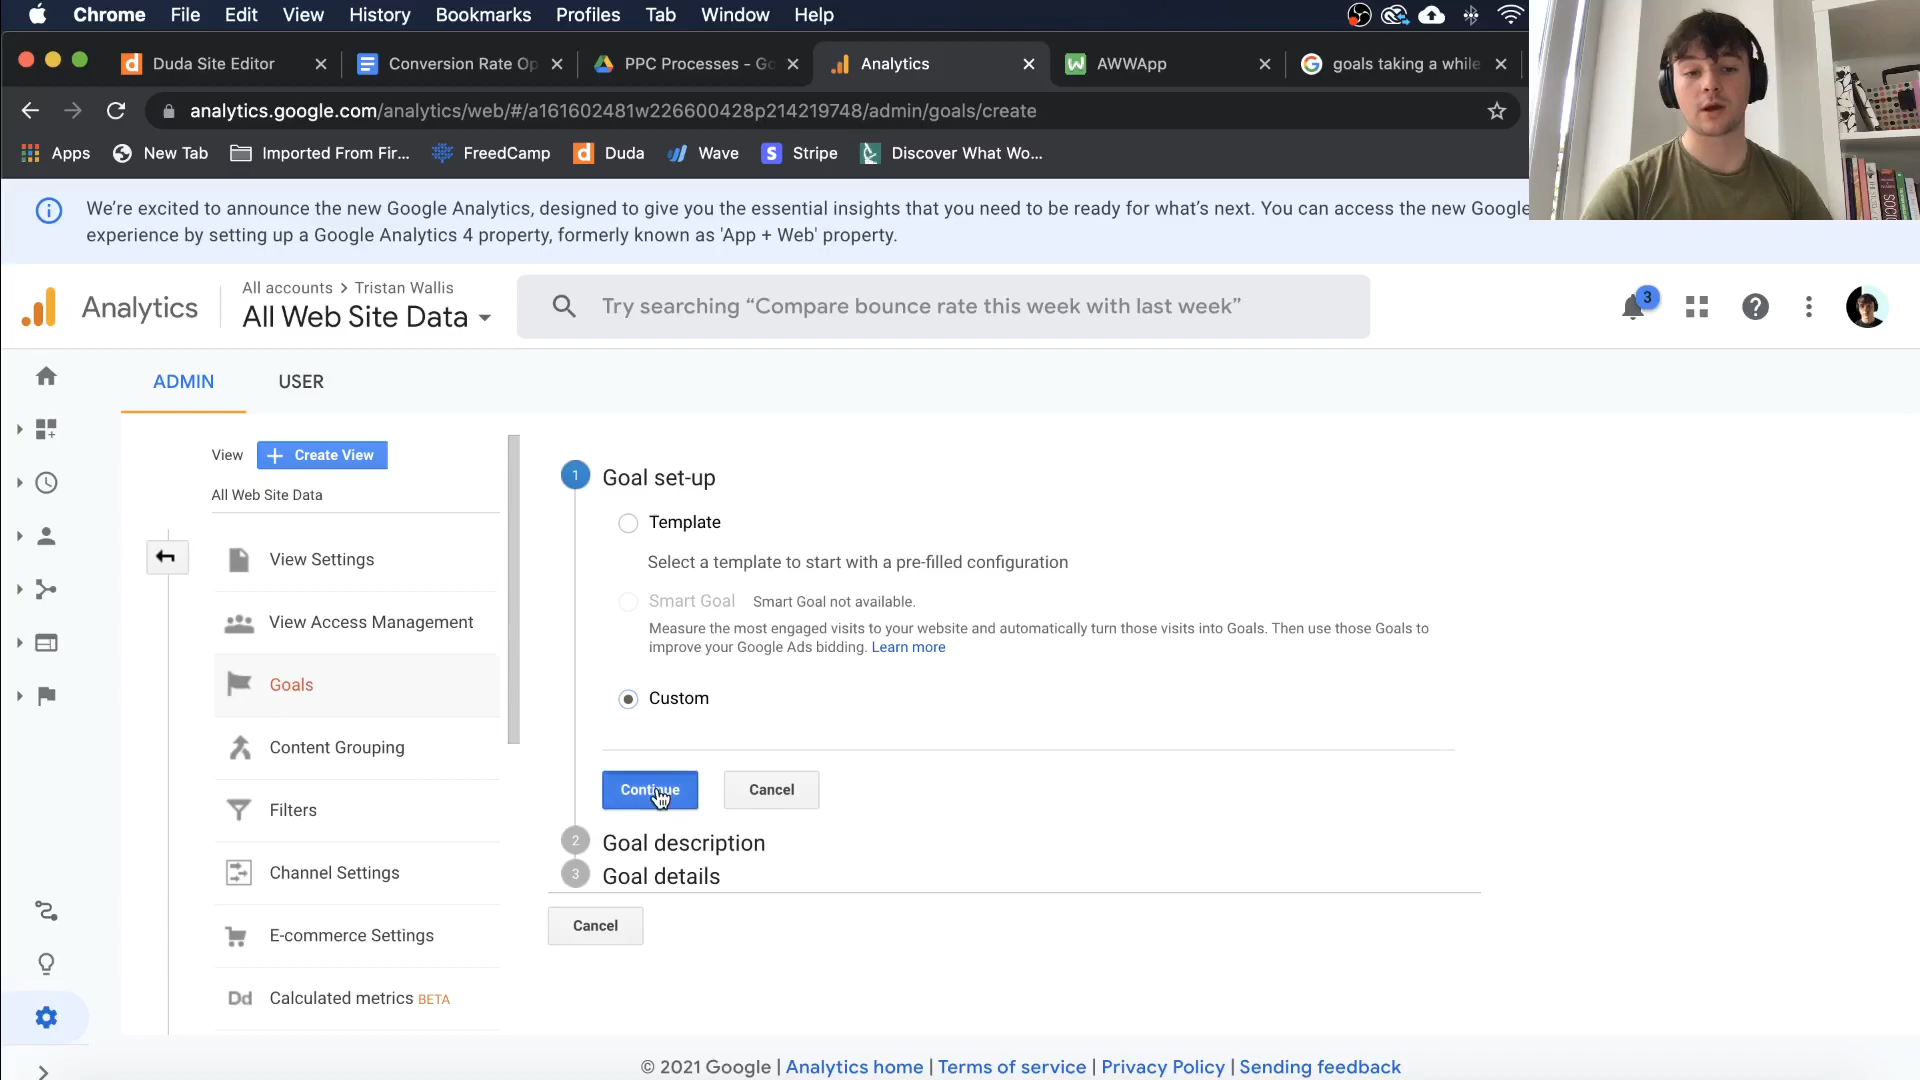 Chrome File Edit View History Bookmarks Profiles Tab Window Help
Duda Site Editor
Conversion Rate Op
PPC Processes - Go
Analytics
AWWApp
goals taking a while
analytics.google.com/analytics/web/#/a161602481w226600428p214219748/admin/goals/create
Apps
New Tab
Imported From Fir...
FreedCamp
Duda
Wave
Stripe
Discover What Wo...
We're excited to announce the new Google Analytics, designed to give you the essential insights that you need to be ready for what's next. You can access the new Google
experience by setting up a Google Analytics 4 property, formerly known as 'App + Web' property.
Analytics
All accounts > Tristan Wallis
All Web Site Data
Try searching “Compare bounce rate this week with last week”
3
ADMIN
USER
View
Create View
All Web Site Data
View Settings
View Access Management
Goals
Content Grouping
Filters
Channel Settings
E-commerce Settings
Dd Calculated metrics BETA
1 Goal set-up
Template
Select a template to start with a pre-filled configuration
Smart Goal Smart Goal not available.
Measure the most engaged visits to your website and automatically turn those visits into Goals. Then use those Goals to
improve your Google Ads bidding. Learn more
Custom
Continue
Cancel
2 Goal description
3 Goal details
Cancel
© 2021 Google | Analytics home | Terms of service | Privacy Policy | Sending feedback